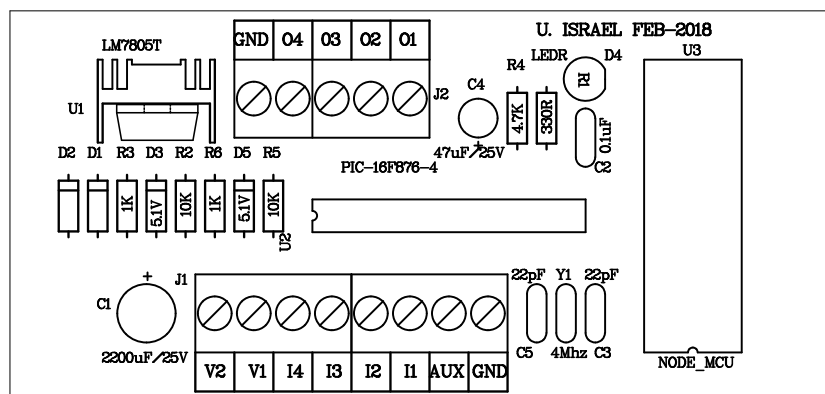 U. ISRAEL FEB-2018
LM7805T
U1
GND O4 O3 O2 O1
J2
C4
47uF/25V
R4
4.7K
330R
LEDR
D4
R1
0.1uF
C2
U3
NODE_MCU
D2 D1 R3 D3 R2 R6 D5 R5
1K 5.1V 10K 1K 5.1V 10K
U2
PIC-16F876-4
C1
2200uF/25V
J1
V2 V1 I4 I3 I2 I1 AUX GND
22pF Y1 22pF
C5 4Mhz C3